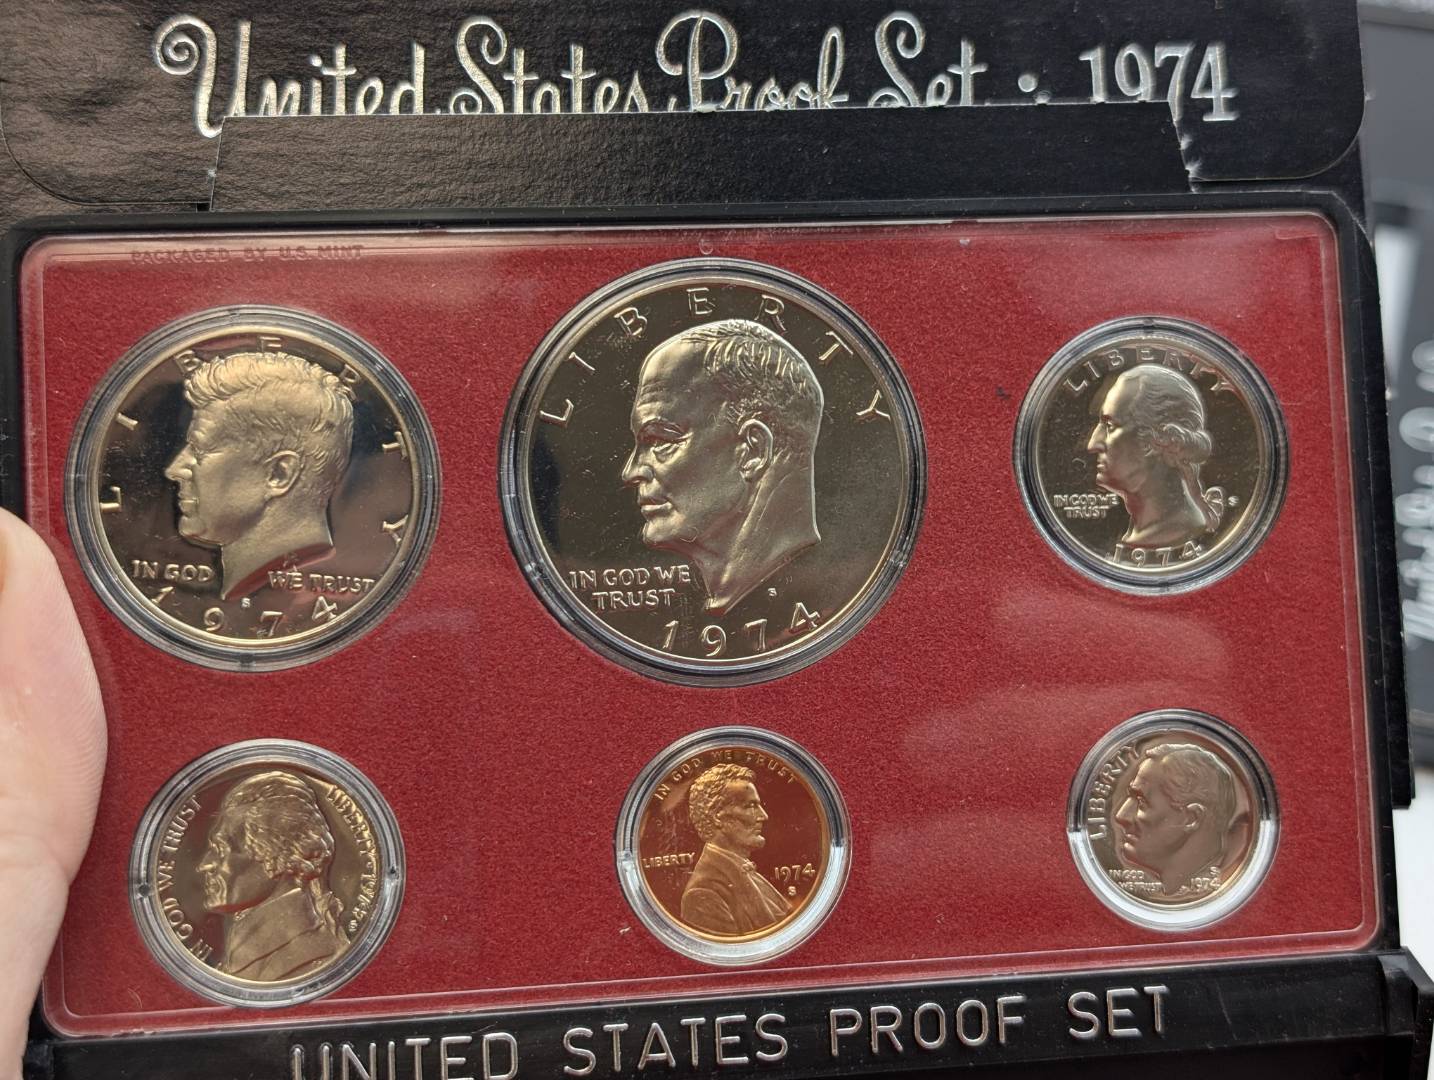 United States Proof Set · 1974
PACKAGED BY U.S. MINT
LIBERTY
IN GOD WE TRUST
S
1974
LIBERTY
IN GOD WE
TRUST
S
1974
LIBERTY
IN GOD WE
TRUST
S
1974
IN GOD WE TRUST
LIBERTY 1974
S
IN GOD WE TRUST
LIBERTY
1974
S
LIBERTY
IN GOD
WE TRUST
S
1974
UNITED STATES PROOF SET